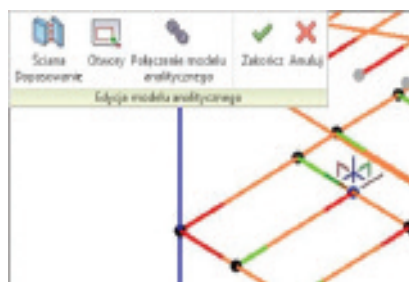 Ściana Otwory Połączenie modelu Zakończ Anuluj
Dopasowanie analitycznego
Edycja modelu analitycznego